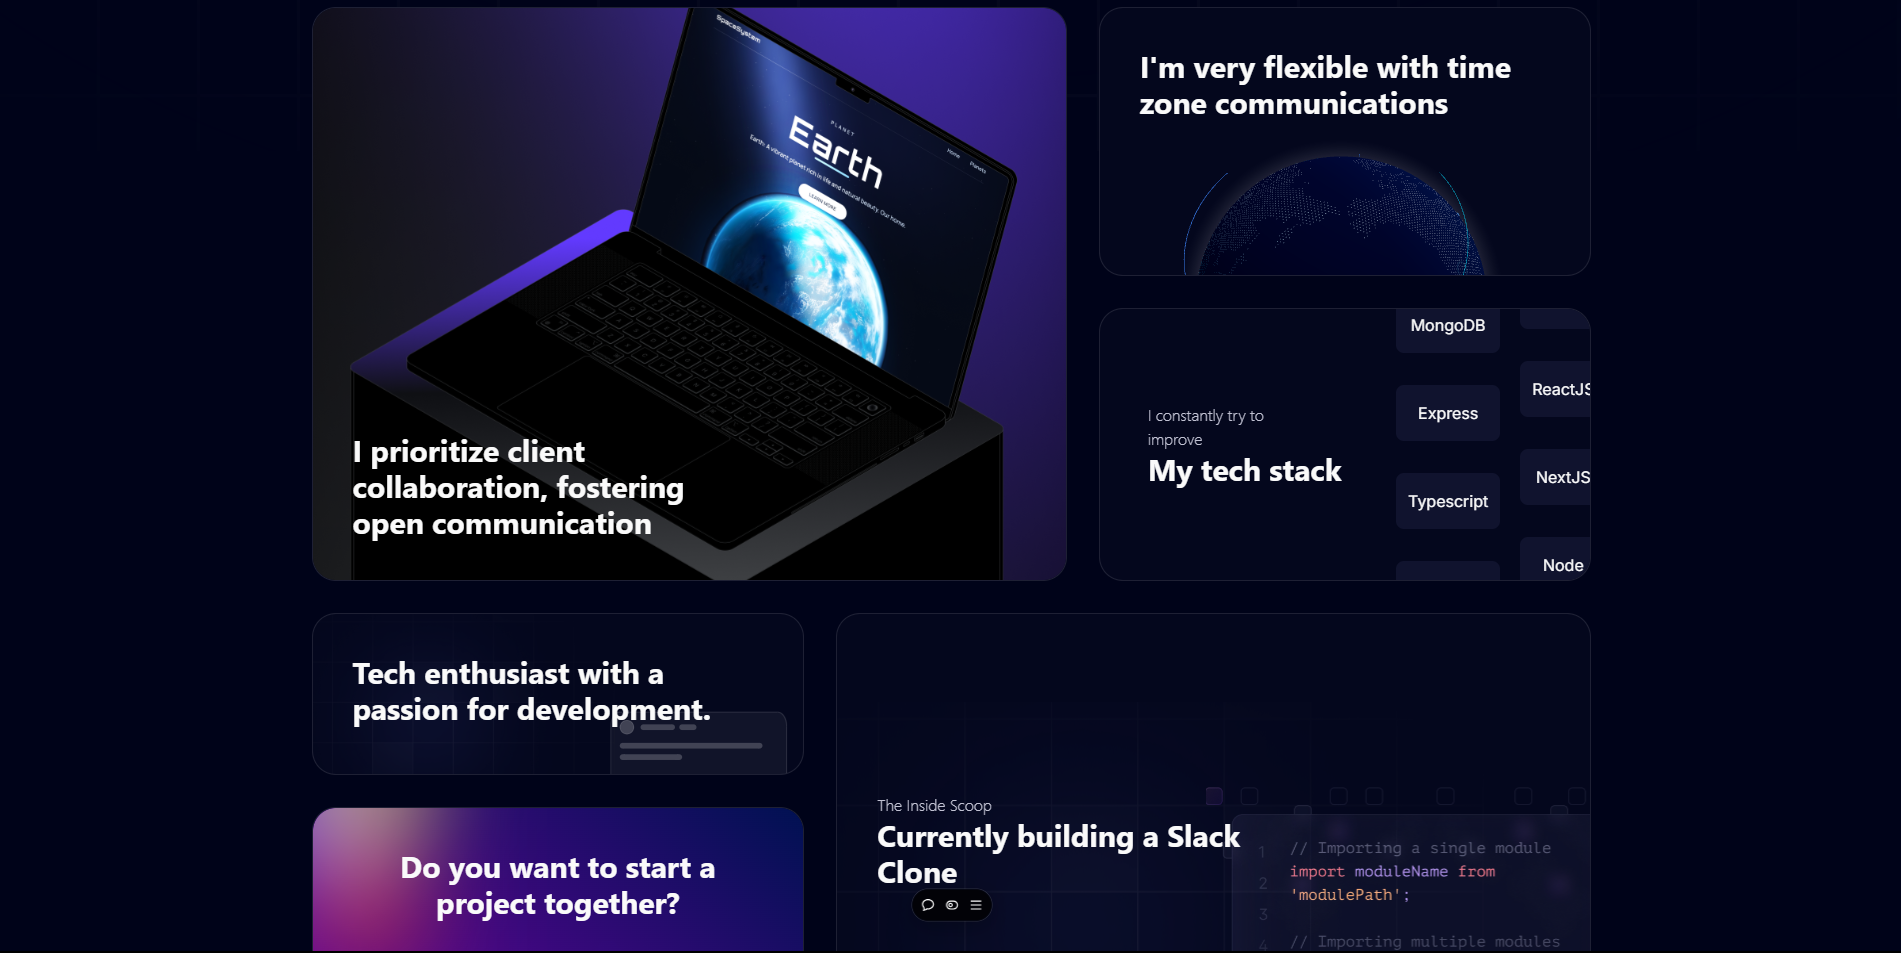 SpaceSystem
Home
Planets
PLANET
Earth
Earth: A vibrant planet rich in life and natural beauty. Our home.
LEARN MORE
I prioritize client
collaboration, fostering
open communication
I'm very flexible with time
zone communications
I constantly try to
improve
My tech stack
MongoDB
Express
Typescript
ReactJS
NextJS
Node
Tech enthusiast with a
passion for development.
Do you want to start a
project together?
The Inside Scoop
Currently building a Slack
Clone
1
2
3
4
// Importing a single module
import moduleName from
'modulePath';
// Importing multiple modules